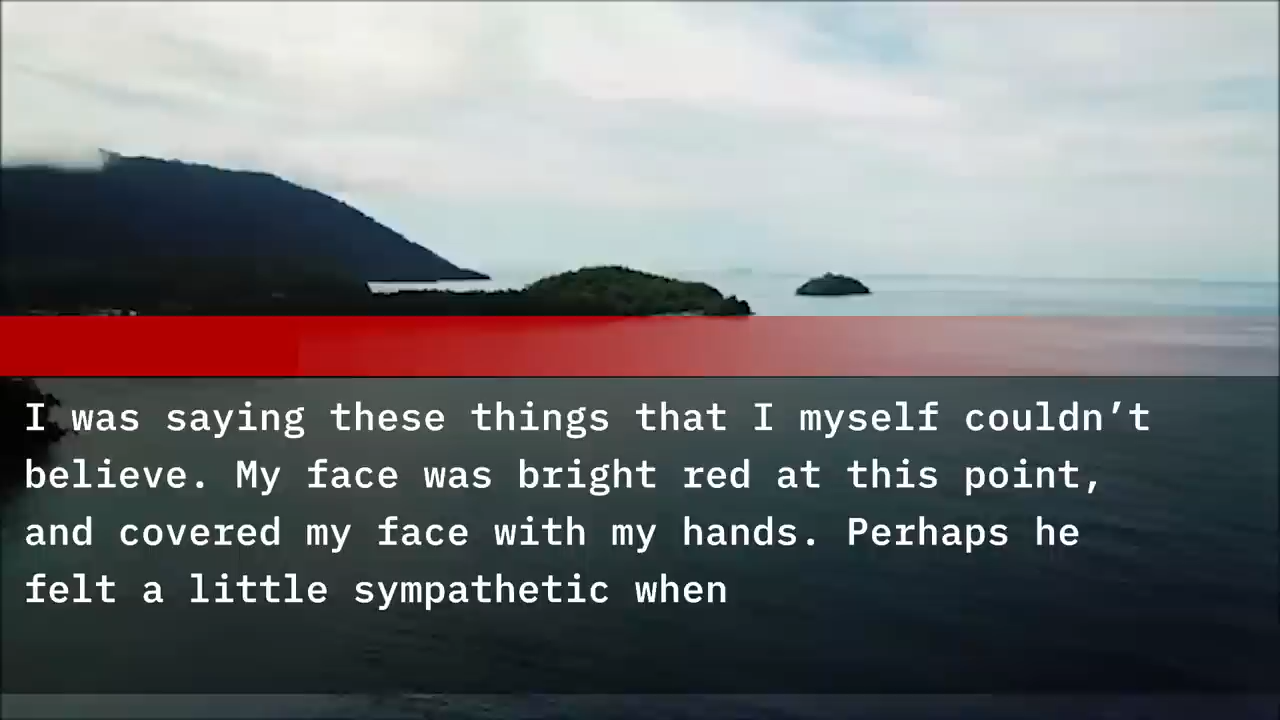 I was saying these things that I myself couldn’t
believe. My face was bright red at this point,
and covered my face with my hands. Perhaps he
felt a little sympathetic when